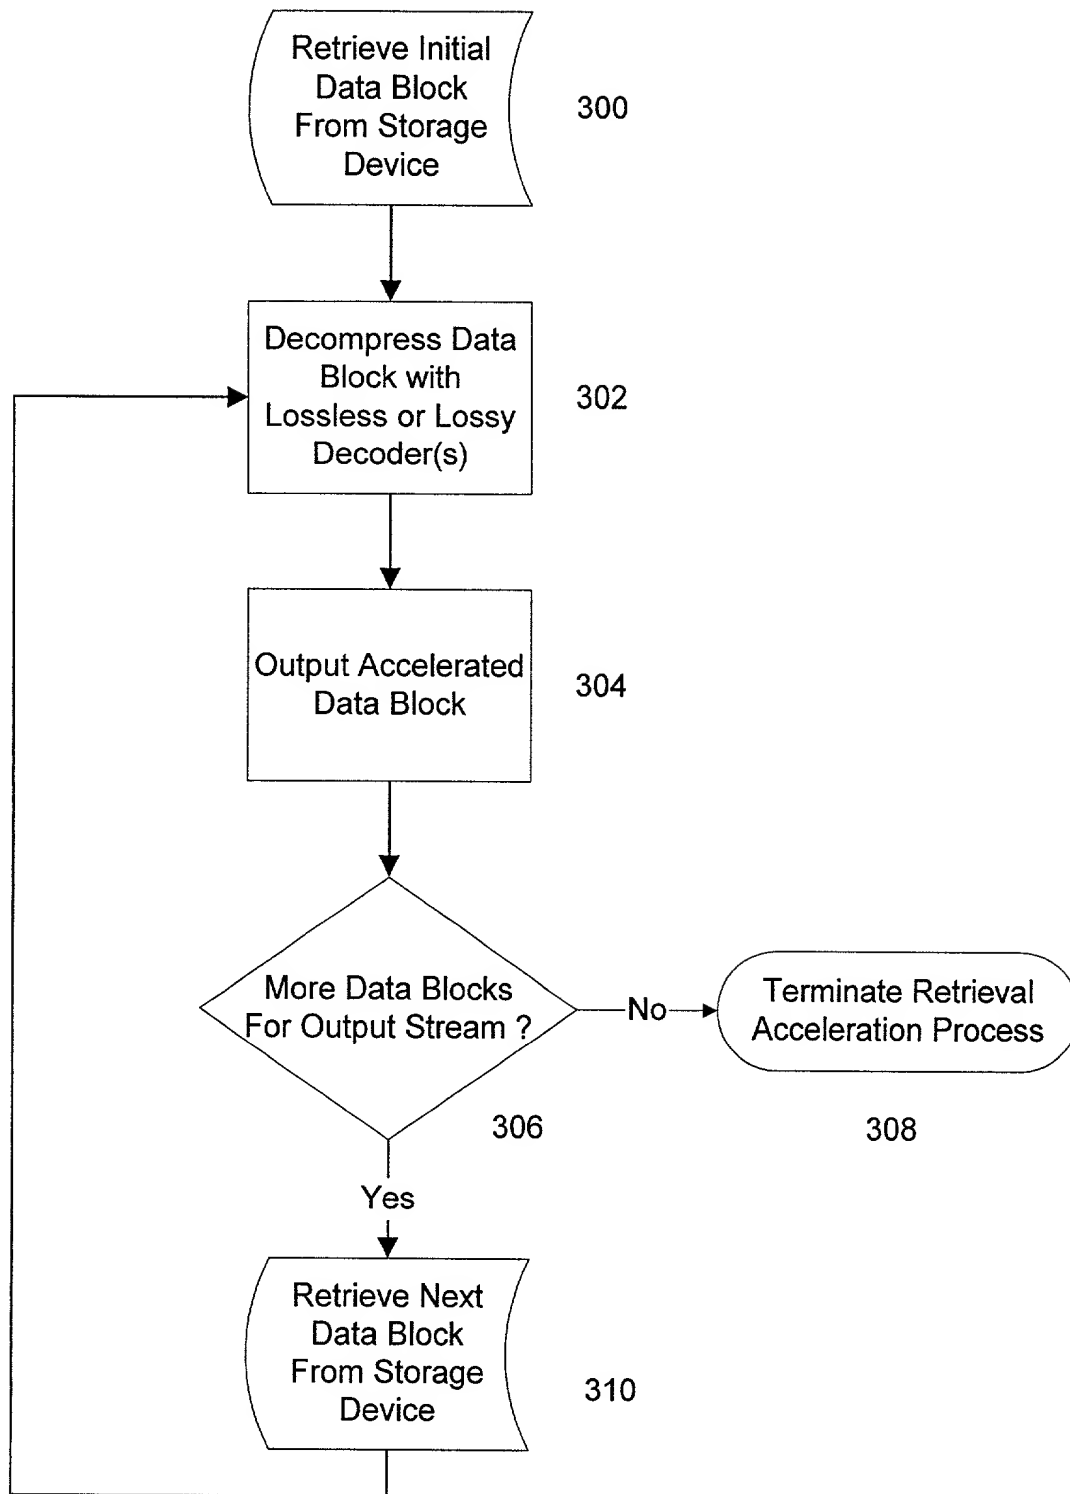 Retrieve Initial
Data Block
From Storage
Device
300
Decompress Data
Block with
Lossless or Lossy
Decoder(s)
302
Output Accelerated
Data Block
304
More Data Blocks
For Output Stream ?
306
No
Terminate Retrieval
Acceleration Process
308
Yes
Retrieve Next
Data Block
From Storage
Device
310